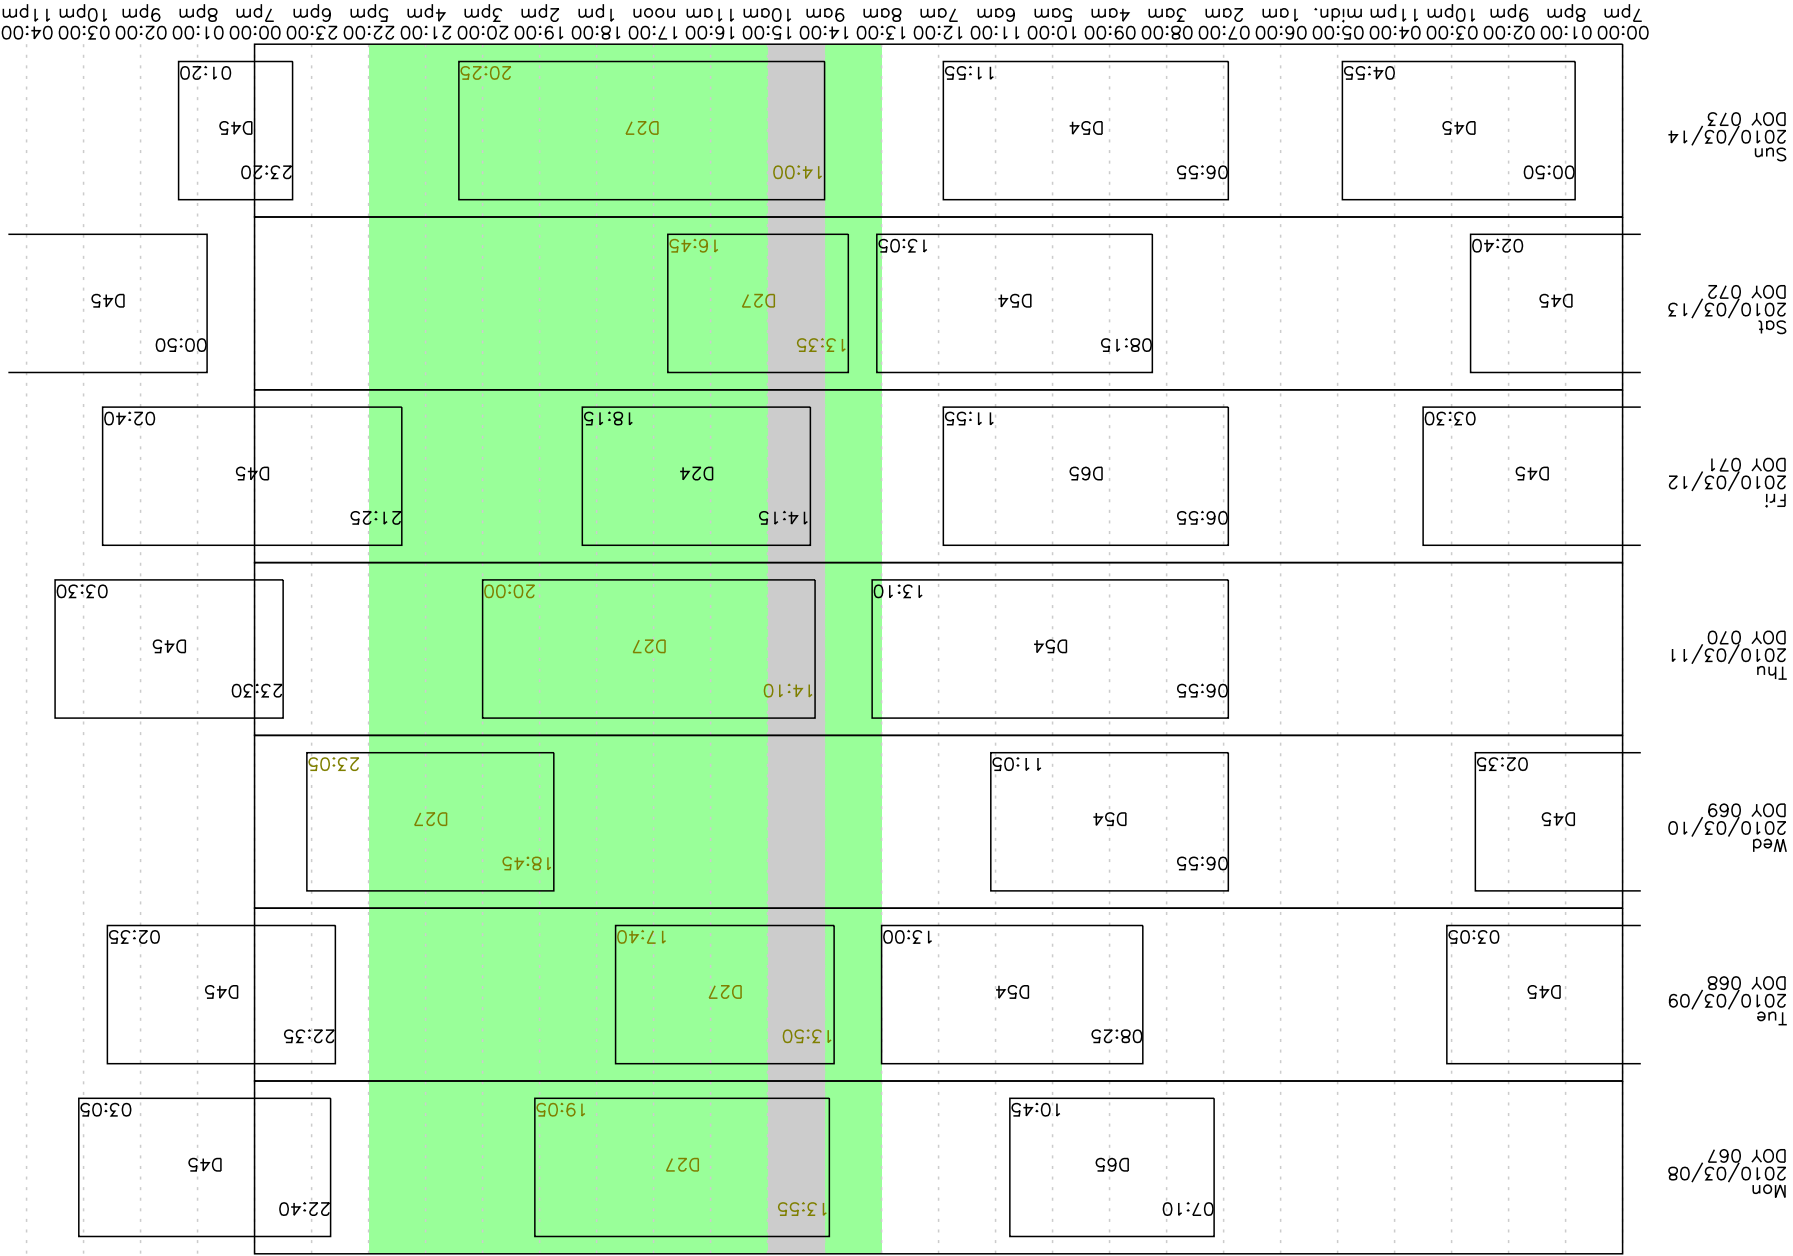 Mon
2010/03/08
DOY 067
07:10
D65
10:45
13:55
D27
19:05
22:40
D45
03:05
Tue
2010/03/09
DOY 068
D45
03:05
08:25
D54
13:00
13:50
D27
17:40
22:35
D45
02:35
Wed
2010/03/10
DOY 069
D45
02:35
06:55
D54
11:05
18:45
D27
23:05
Thu
2010/03/11
DOY 070
06:55
D54
13:10
14:10
D27
20:00
23:30
D45
03:30
Fri
2010/03/12
DOY 071
D45
03:30
06:55
D65
11:55
14:15
D24
18:15
21:25
D45
02:40
Sat
2010/03/13
DOY 072
D45
02:40
08:15
D54
13:05
13:35
D27
16:45
00:50
D45
Sun
2010/03/14
DOY 073
00:50
D45
04:55
06:55
D54
11:55
14:00
D27
20:25
23:20
D45
01:20
00:00 01:00 02:00 03:00 04:00 05:00 06:00 07:00 08:00 09:00 10:00 11:00 12:00 13:00 14:00 15:00 16:00 17:00 18:00 19:00 20:00 21:00 22:00 23:00 00:00 01:00 02:00 03:00 04:00
7pm 8pm 9pm 10pm 11pm midn. 1am 2am 3am 4am 5am 6am 7am 8am 9am 10am 11am noon 1pm 2pm 3pm 4pm 5pm 6pm 7pm 8pm 9pm 10pm 11pm